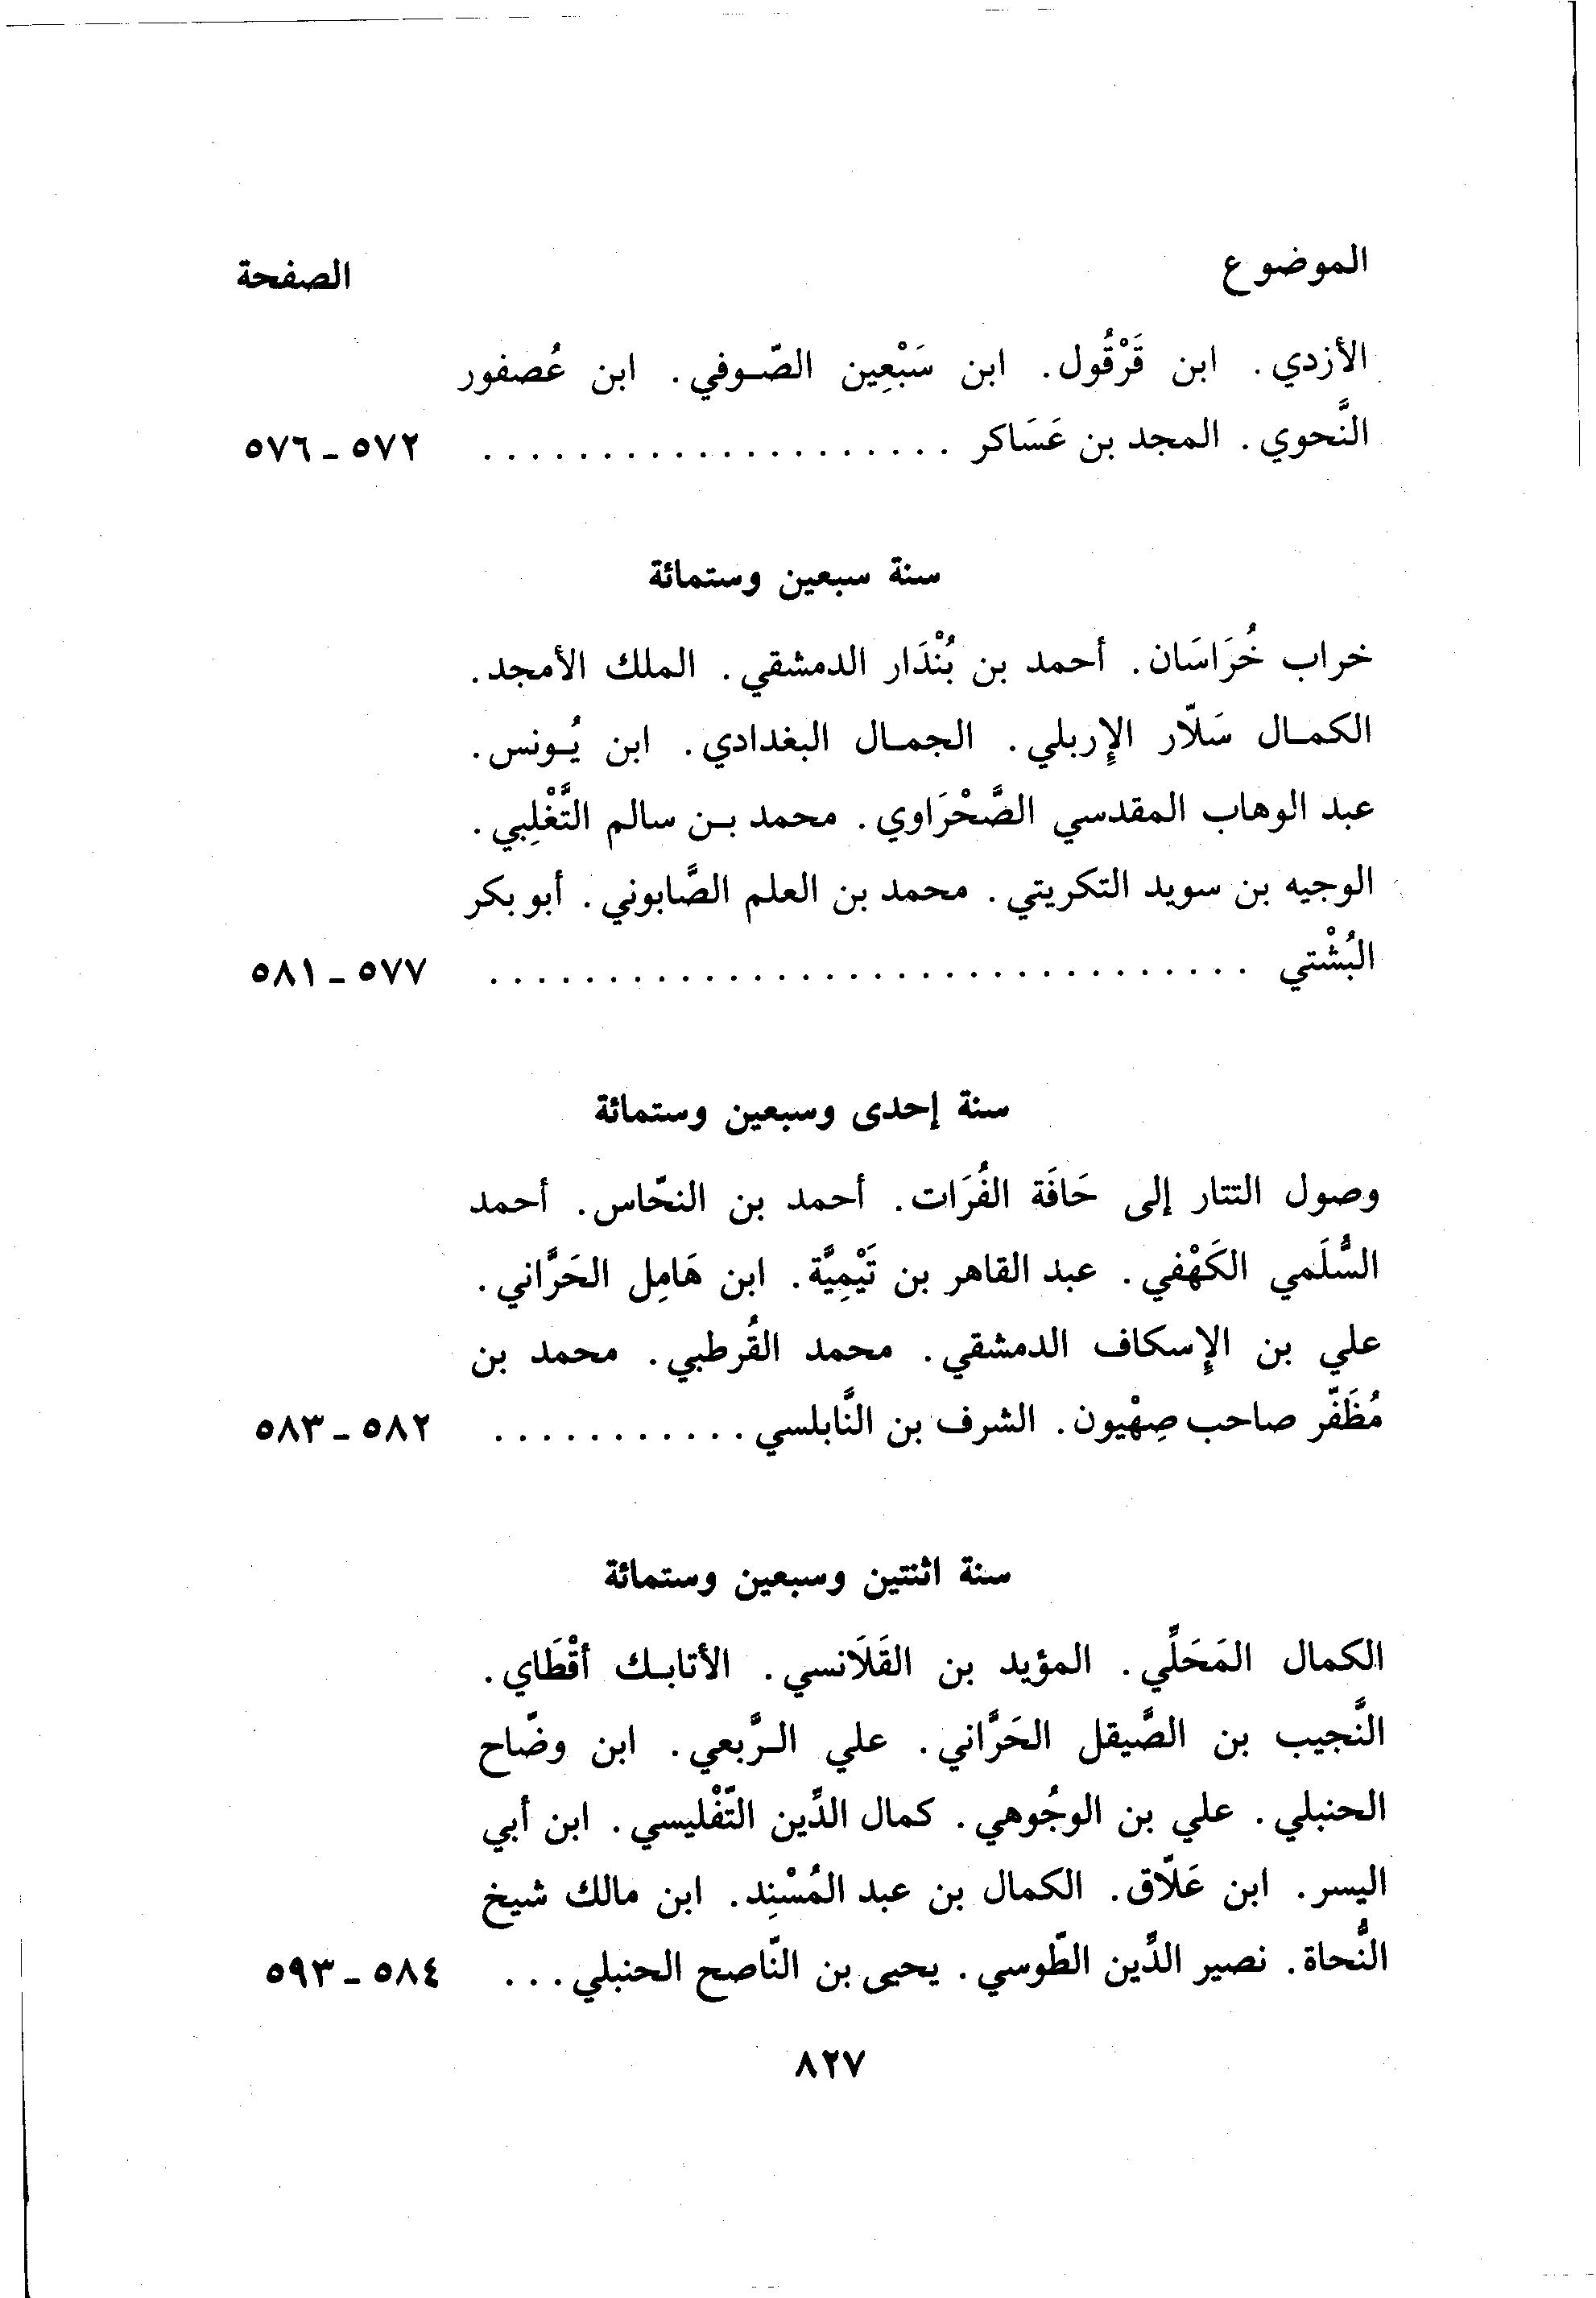 الموضوع الصفحة
الأزدي. ابن قَرْقُول. ابن سَبْعِين الصّوفي. ابن عُصفور
النَّحوي. المجد بن عَسَاكر . . . . . . . . . . . . . . . . . . . . ٥٧٢ - ٥٧٦
سنة سبعين وستمائة
خراب خُرَاسَان. أحمد بن بُنْدَار الدمشقي. الملك الأمجد.
الكمال سَلّار الإِربلي. الجمال البغدادي. ابن يُونس.
عبد الوهاب المقدسي الصَّحْرَاوي. محمد بن سالم التَّغْلِبي.
الوجيه بن سويد التكريتي. محمد بن العلم الصَّابوني. أبو بكرِ
البُشْتي . . . . . . . . . . . . . . . . . . . . . . . . . . . . . . . . ٥٧٧ - ٥٨١
سنة إحدى وسبعين وستمائة
وصول التتار إلى حَافَة الفُرَات. أحمد بن النحّاس. أحمد
السُّلَمي الكَهْفي. عبد القاهر بن تَيْمِيَّة. ابن هَامِل الحَرَّاني.
علي بن الإِسكاف الدمشقي. محمد القُرطبي. محمد بن
مُظَفّر صاحب صِهْيون. الشرف بن النَّابلسي . . . . . . . . . . . ٥٨٢ - ٥٨٣
سنة اثنتين وسبعين وستمائة
الكمال المَحَلِّي. المؤيد بن القَلَانسي. الأتابك أقْطَاي.
النَّجيب بن الصَّيقل الحَرَّاني. علي الرَّبعي. ابن وضّاح
الحنبلي. علي بن الوجُوهي. كمال الدِّين التّفْليسي. ابن أبي
اليسر. ابن عَلّاق. الكمال بن عبد المُسْنِد. ابن مالك شيخ
النُّحاة. نصير الدِّين الطّوسي. يحيى بن النّاصح الحنبلي . . . ٥٨٤ - ٥٩٣
٨٢٧